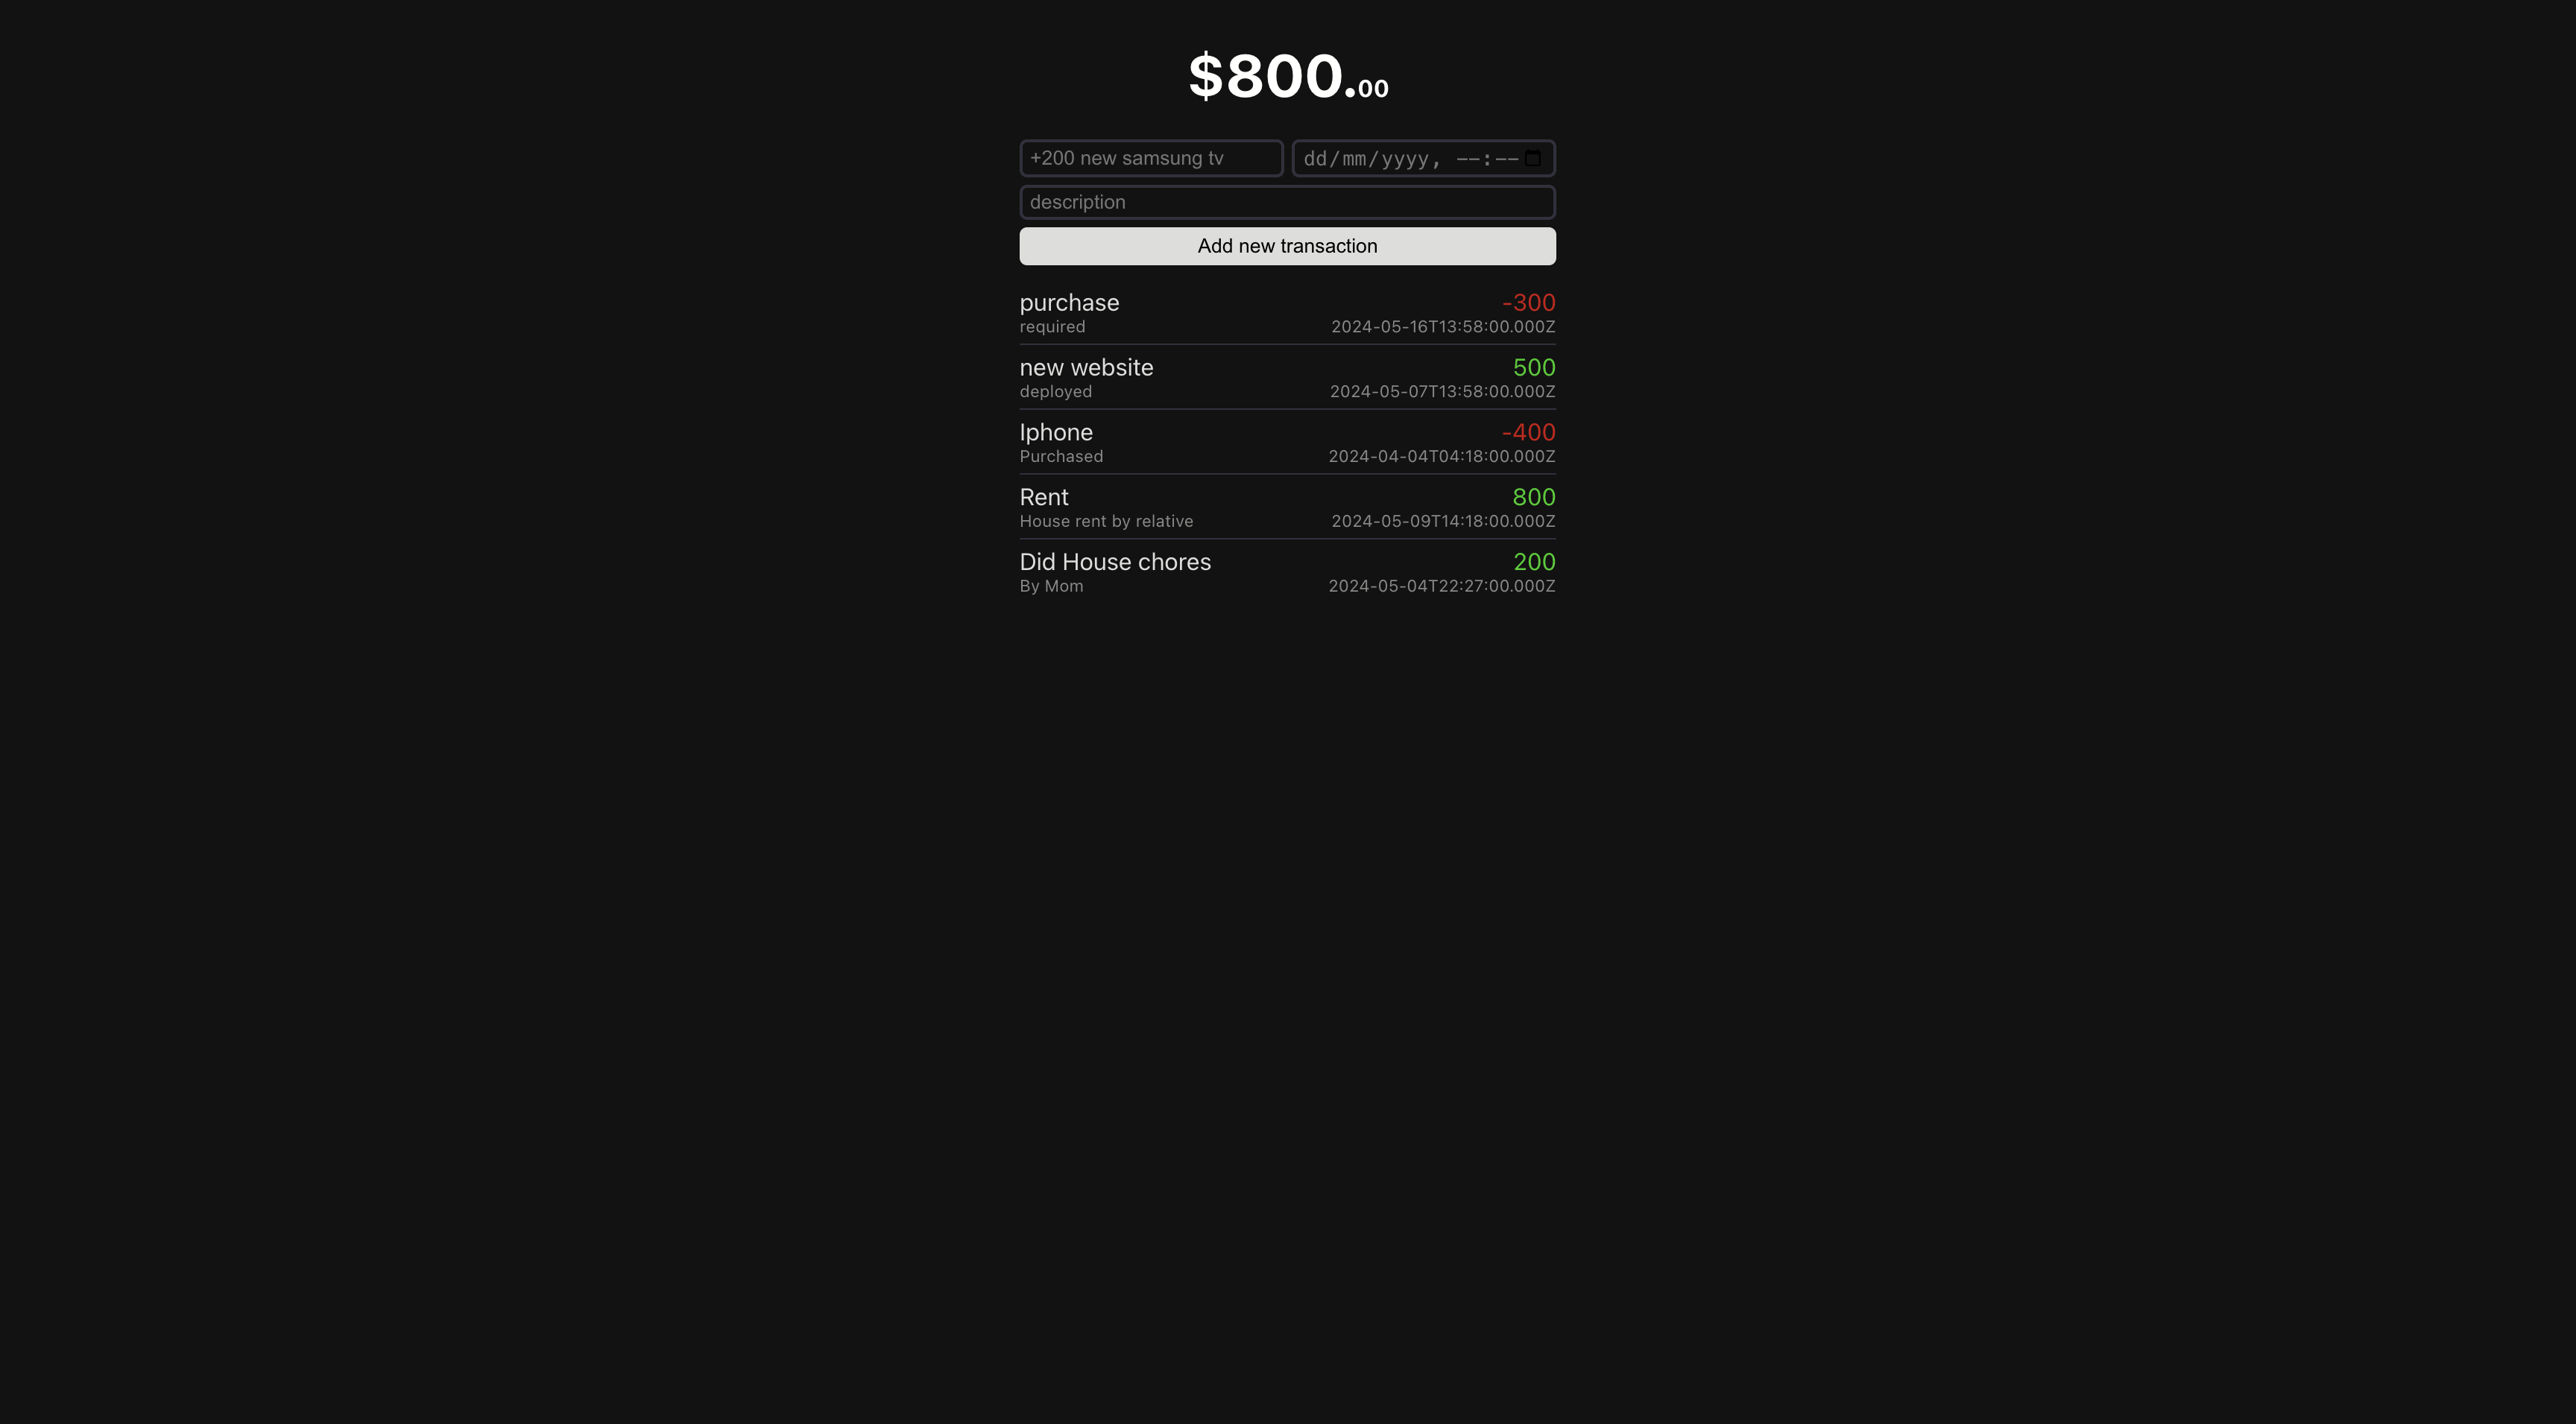 $800.00
+200 new samsung tv dd/mm/yyyy, --:--
description
Add new transaction
purchase -300
required 2024-05-16T13:58:00.000Z
new website 500
deployed 2024-05-07T13:58:00.000Z
Iphone -400
Purchased 2024-04-04T04:18:00.000Z
Rent 800
House rent by relative 2024-05-09T14:18:00.000Z
Did House chores 200
By Mom 2024-05-04T22:27:00.000Z